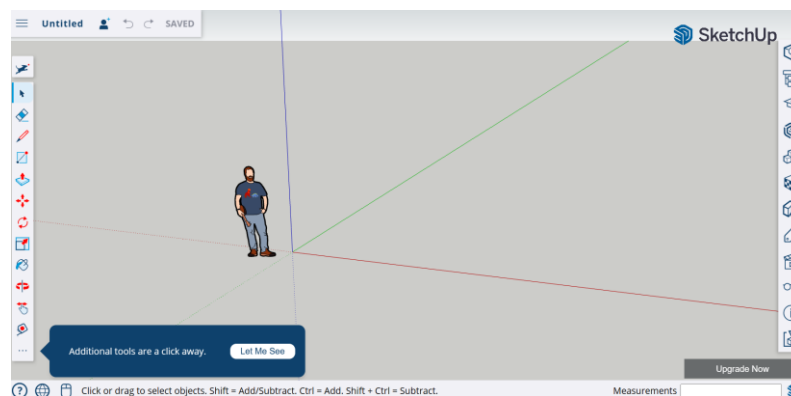 Untitled
SAVED
SketchUp
Additional tools are a click away.
Let Me See
Upgrade Now
Click or drag to select objects. Shift = Add/Subtract. Ctrl = Add. Shift + Ctrl = Subtract.
Measurements